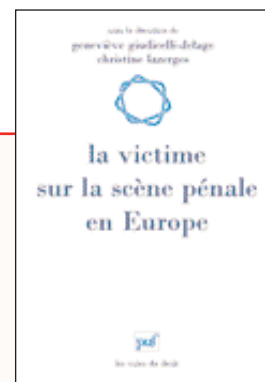 sous la direction de
geneviève giudicelli-delage
christine lazerges
la victime
sur la scène pénale
en Europe
puf
les voies du droit